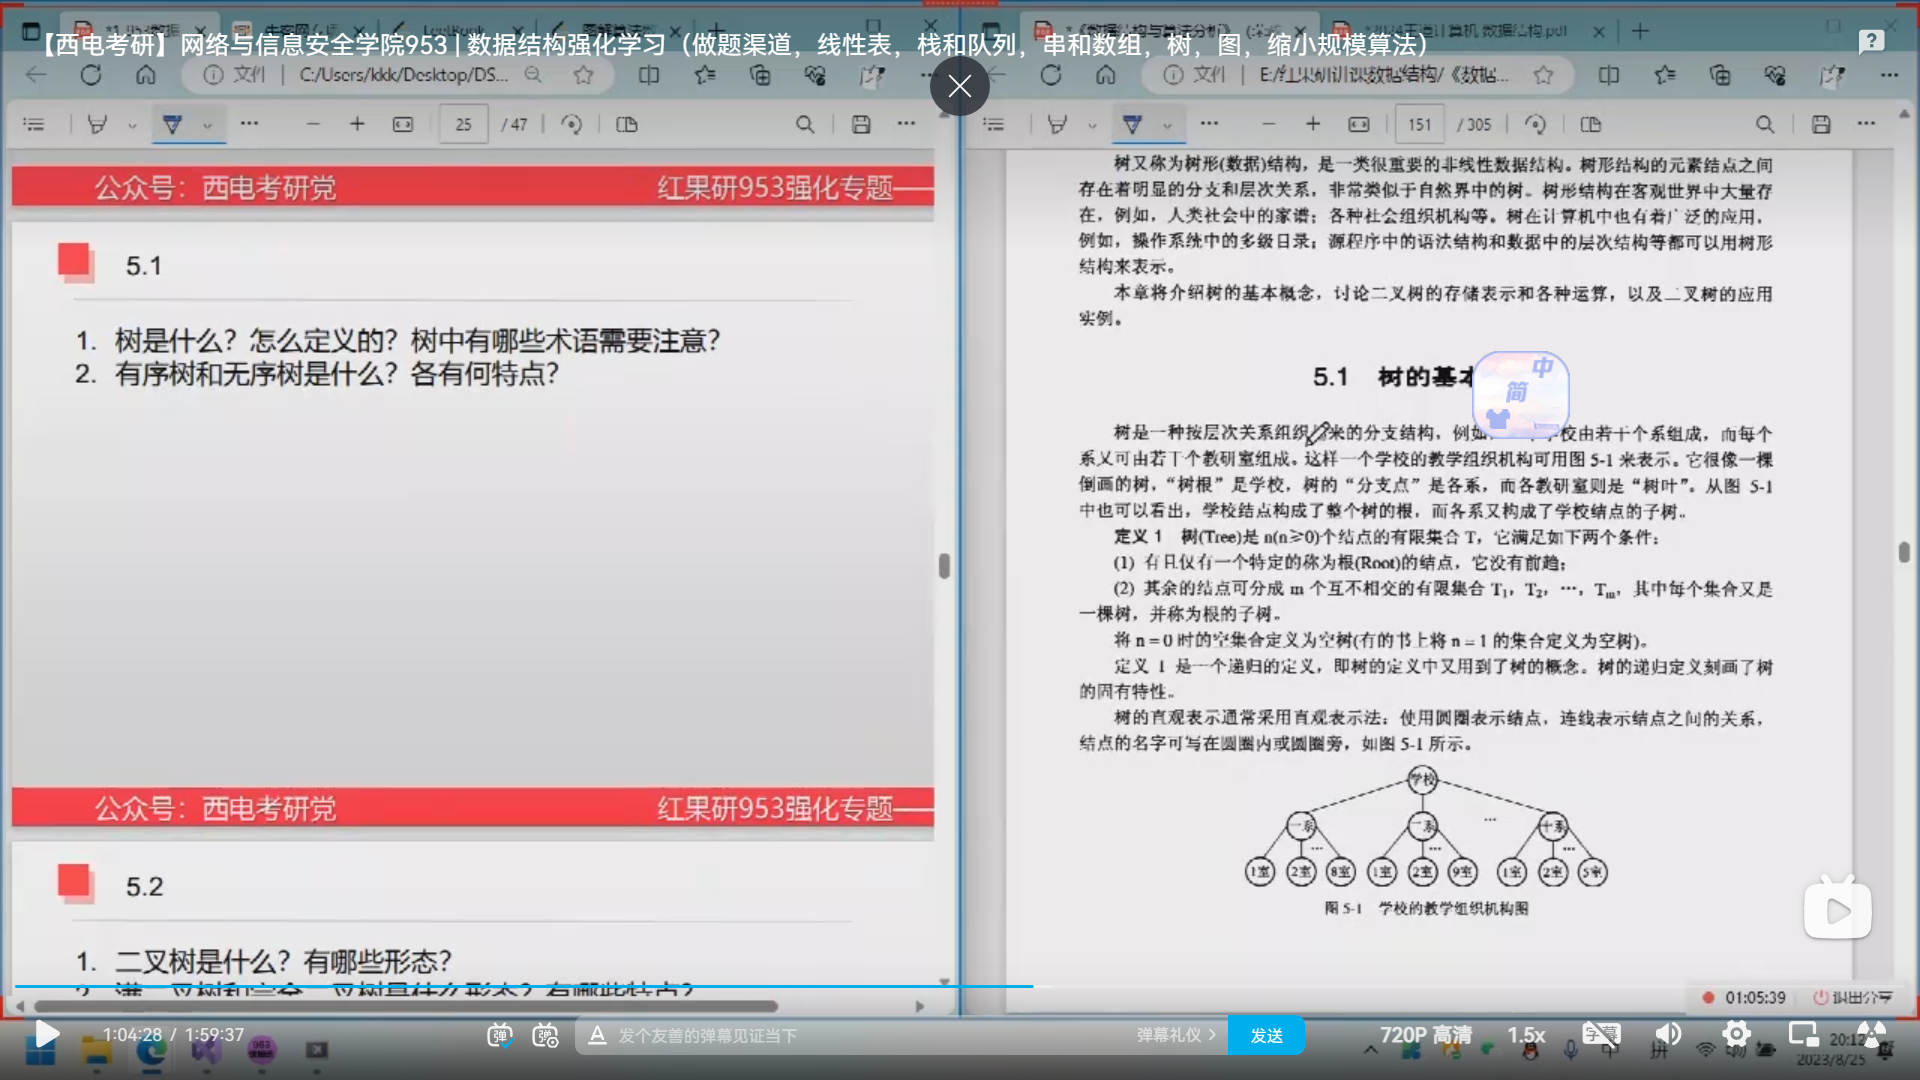 【西电考研】网络与信息安全学院953 | 数据结构强化学习（做题渠道，线性表，栈和队列，串和数组，树，图，缩小规模算法）
文件 | C:/Users/kkk/Desktop/DS...
25 / 47
公众号：西电考研党 红果研953强化专题
5.1
1. 树是什么？怎么定义的？树中有哪些术语需要注意？
2. 有序树和无序树是什么？各有何特点？
公众号：西电考研党 红果研953强化专题
5.2
1. 二叉树是什么？有哪些形态？
文件
151 / 305
树又称为树形(数据)结构，是一类很重要的非线性数据结构。树形结构的元素结点之间
存在着明显的分支和层次关系，非常类似于自然界中的树。树形结构在客观世界中大量存
在，例如，人类社会中的家谱；各种社会组织机构等。树在计算机中也有着广泛的应用，
例如，操作系统中的多级目录；源程序中的语法结构和数据中的层次结构等都可以用树形
结构来表示。
本章将介绍树的基本概念，讨论二叉树的存储表示和各种运算，以及二叉树的应用
实例。
5.1 树的基本
中
简
树是一种按层次关系组织 来的分支结构，例如 校由若干个系组成，而每个
系又可由若干个教研室组成。这样一个学校的教学组织机构可用图 5-1 来表示。它很像一棵
倒画的树，“树根”是学校，树的“分支点”是各系，而各教研室则是“树叶”。从图 5-1
中也可以看出，学校结点构成了整个树的根，而各系又构成了学校结点的子树。
定义 1 树(Tree)是 n(n≥0)个结点的有限集合 T，它满足如下两个条件：
(1) 有且仅有一个特定的称为根(Root)的结点，它没有前趋；
(2) 其余的结点可分成 m 个互不相交的有限集合 T1，T2，…，Tm，其中每个集合又是
一棵树，并称为根的子树。
将 n = 0 时的空集合定义为空树(有的书上将 n = 1 的集合定义为空树)。
定义 1 是一个递归的定义，即树的定义中又用到了树的概念。树的递归定义刻画了树
的固有特性。
树的直观表示通常采用直观表示法：使用圆圈表示结点，连线表示结点之间的关系，
结点的名字可写在圆圈内或圆圈旁，如图 5-1 所示。
学校
一系 二系 … 十系
1室 2室 … 8室 1室 2室 … 9室 1室 2室 … 5室
图 5-1 学校的教学组织机构图
01:05:39 退出分享
1:04:28 / 1:59:37 弹 弹 发个友善的弹幕见证当下 弹幕礼仪 发送 720P 高清 1.5x 字幕
中 拼 20:12
2023/8/25